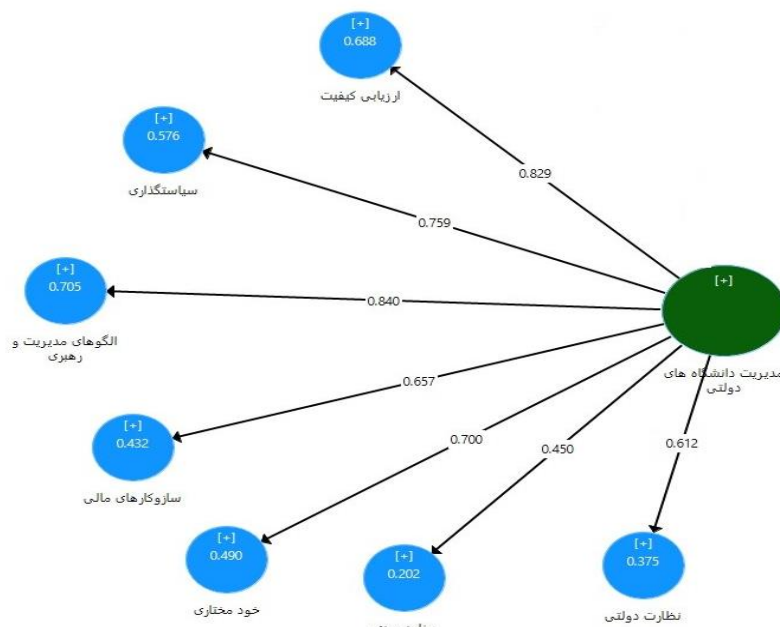 [+]
0.688
ارزیابی کیفیت
[+]
0.576
سیاستگذاری
0.829
0.759
[+]
0.705
الگوهای مدیریت و
رهبری
0.840
[+]
مدیریت دانشگاه های
دولتی
0.657
[+]
0.432
سازوکارهای مالی
0.700
0.450
0.612
[+]
0.490
خود مختاری
[+]
0.202
[+]
0.375
نظارت دولتی